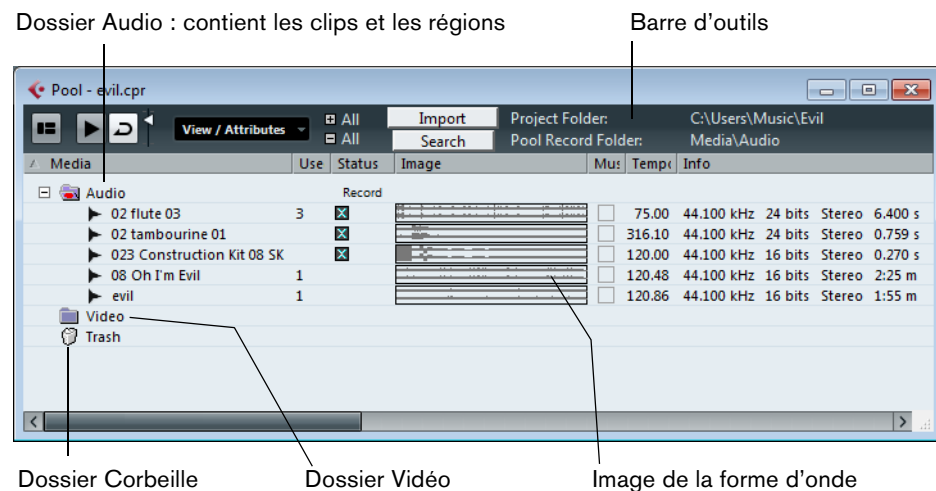 Dossier Audio : contient les clips et les régions
Barre d'outils
Pool - evil.cpr
View / Attributes
All
All
Import
Search
Project Folder:
C:\Users\Music\Evil
Pool Record Folder:
Media\Audio
Media Use Status Image Mus Tempo Info
Audio Record
02 flute 03 3 75.00 44.100 kHz 24 bits Stereo 6.400 s
02 tambourine 01 316.10 44.100 kHz 24 bits Stereo 0.759 s
023 Construction Kit 08 SK 120.00 44.100 kHz 16 bits Stereo 0.270 s
08 Oh I'm Evil 1 120.48 44.100 kHz 16 bits Stereo 2:25 m
evil 1 120.86 44.100 kHz 16 bits Stereo 1:55 m
Video
Trash
Dossier Corbeille
Dossier Vidéo
Image de la forme d'onde